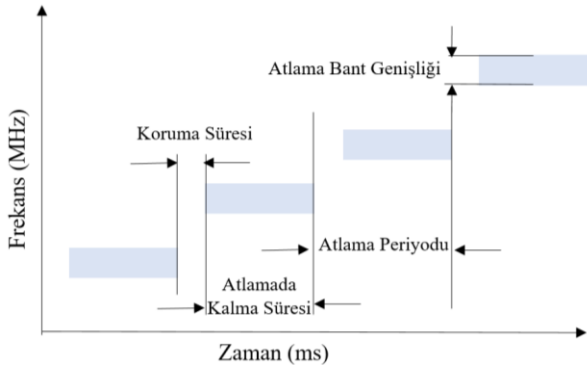 Atlama Bant Genişliği
Koruma Süresi
Frekans (MHz)
Atlama Periyodu
Atlamada
Kalma Süresi
Zaman (ms)